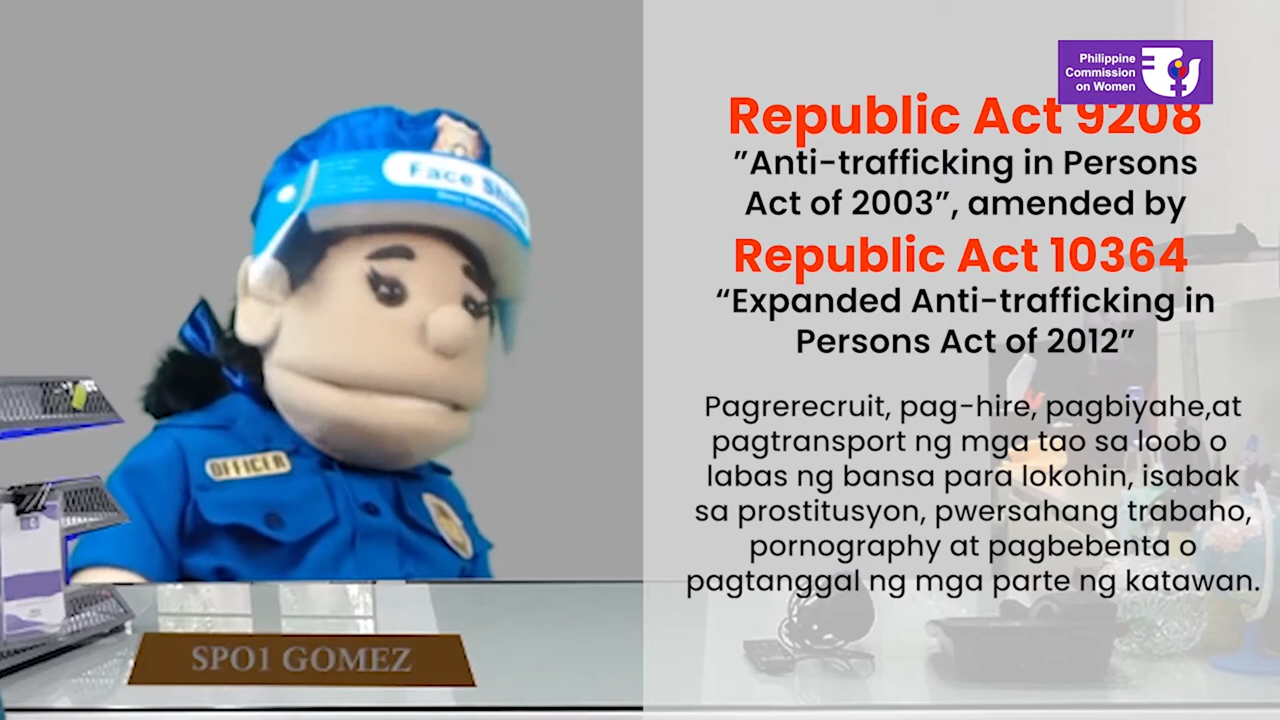 Philippine
Commission
on Women
Republic Act 9208
”Anti-trafficking in Persons
Act of 2003”, amended by
Republic Act 10364
“Expanded Anti-trafficking in
Persons Act of 2012”
Pagrerecruit, pag-hire, pagbiyahe,at
pagtransport ng mga tao sa loob o
labas ng bansa para lokohin, isabak
sa prostitusyon, pwersahang trabaho,
pornography at pagbebenta o
pagtanggal ng mga parte ng katawan.
Face
OFFICER
SPO1 GOMEZ